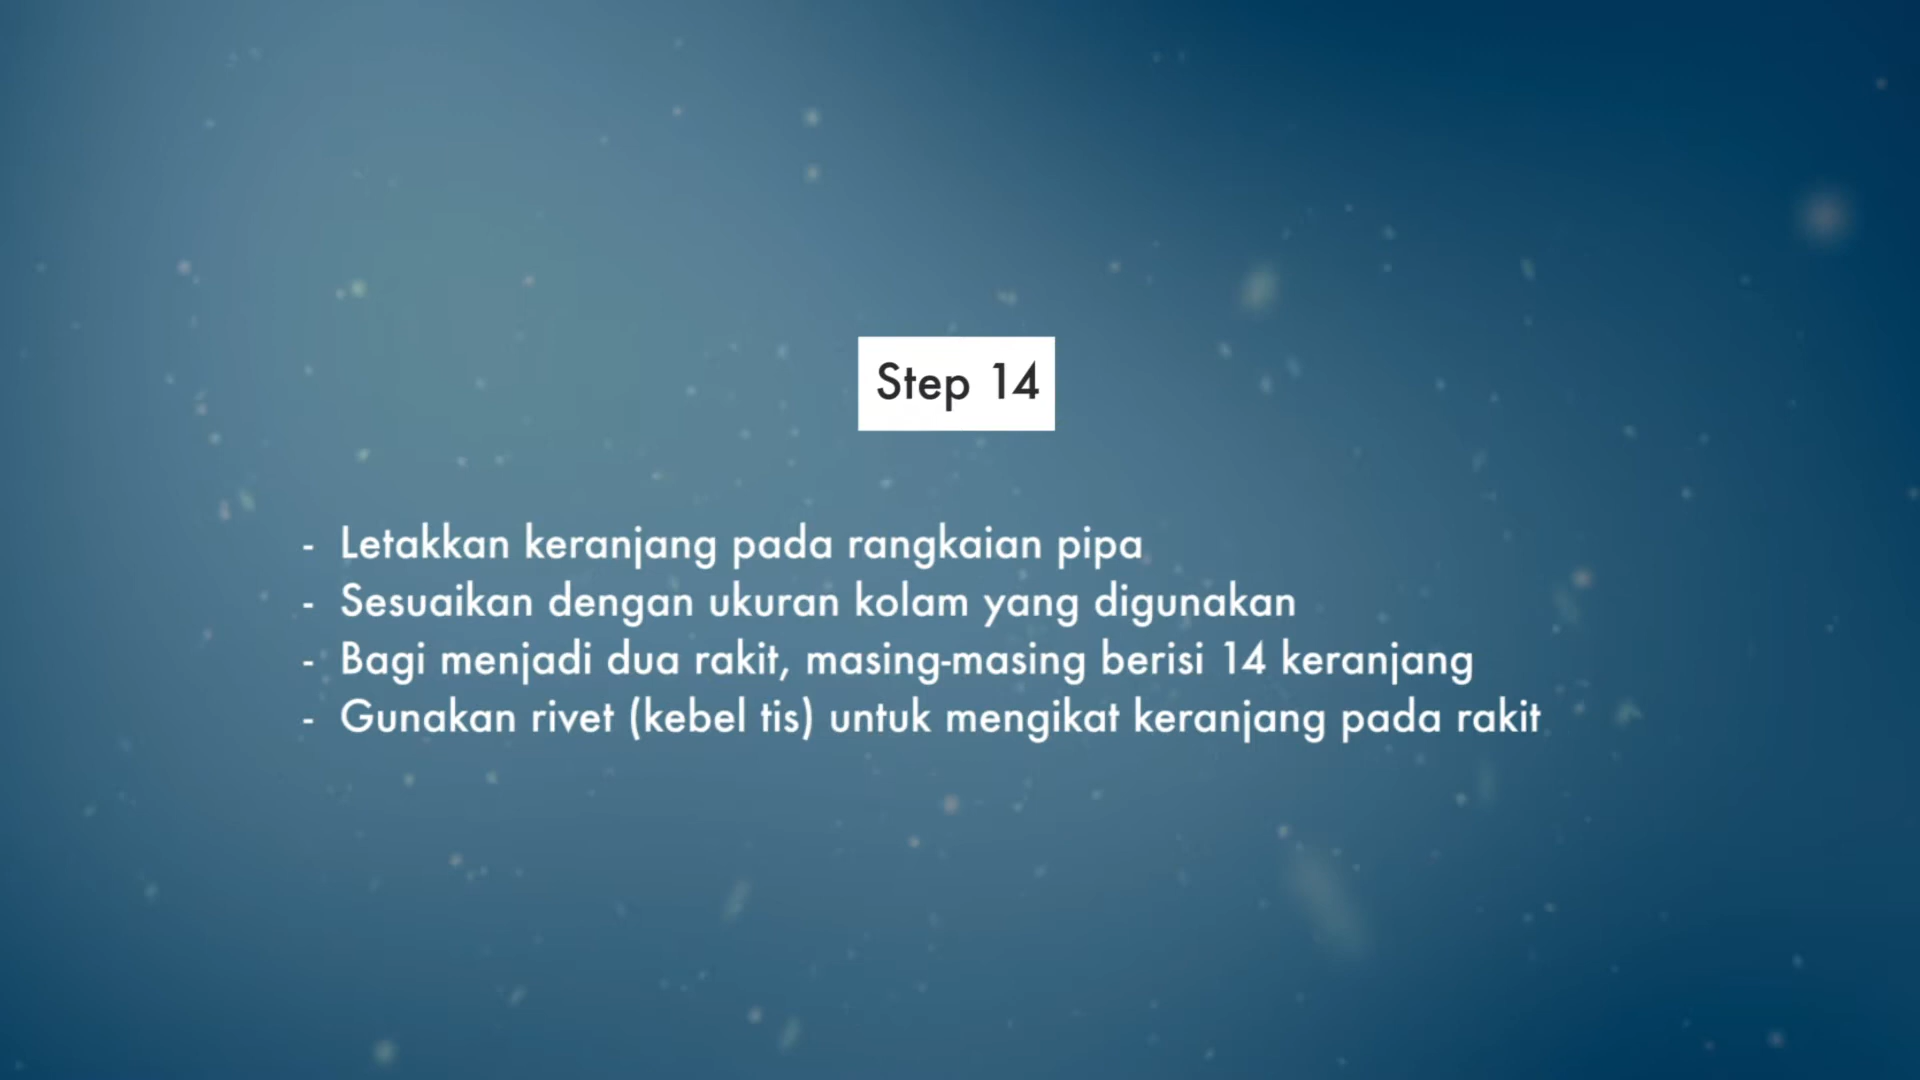 Step 14
- Letakkan keranjang pada rangkaian pipa
- Sesuaikan dengan ukuran kolam yang digunakan
- Bagi menjadi dua rakit, masing-masing berisi 14 keranjang
- Gunakan rivet (kebel tis) untuk mengikat keranjang pada rakit